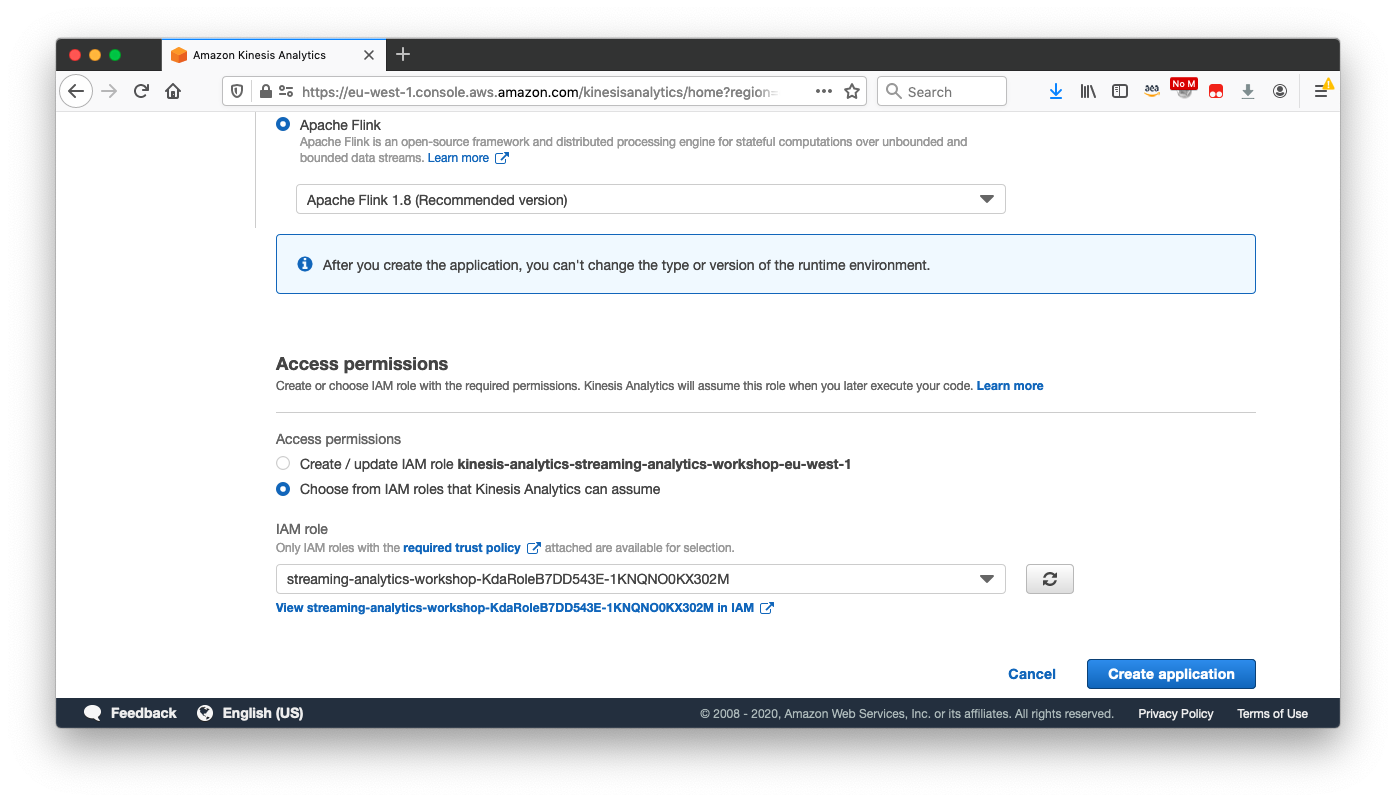 Amazon Kinesis Analytics
https://eu-west-1.console.aws.amazon.com/kinesisanalytics/home?region=
Search
No M
Apache Flink
Apache Flink is an open-source framework and distributed processing engine for stateful computations over unbounded and
bounded data streams. Learn more
Apache Flink 1.8 (Recommended version)
After you create the application, you can't change the type or version of the runtime environment.
Access permissions
Create or choose IAM role with the required permissions. Kinesis Analytics will assume this role when you later execute your code. Learn more
Access permissions
Create / update IAM role kinesis-analytics-streaming-analytics-workshop-eu-west-1
Choose from IAM roles that Kinesis Analytics can assume
IAM role
Only IAM roles with the required trust policy attached are available for selection.
streaming-analytics-workshop-KdaRoleB7DD543E-1KNQNO0KX302M
View streaming-analytics-workshop-KdaRoleB7DD543E-1KNQNO0KX302M in IAM
Cancel
Create application
Feedback
English (US)
© 2008 - 2020, Amazon Web Services, Inc. or its affiliates. All rights reserved.
Privacy Policy
Terms of Use